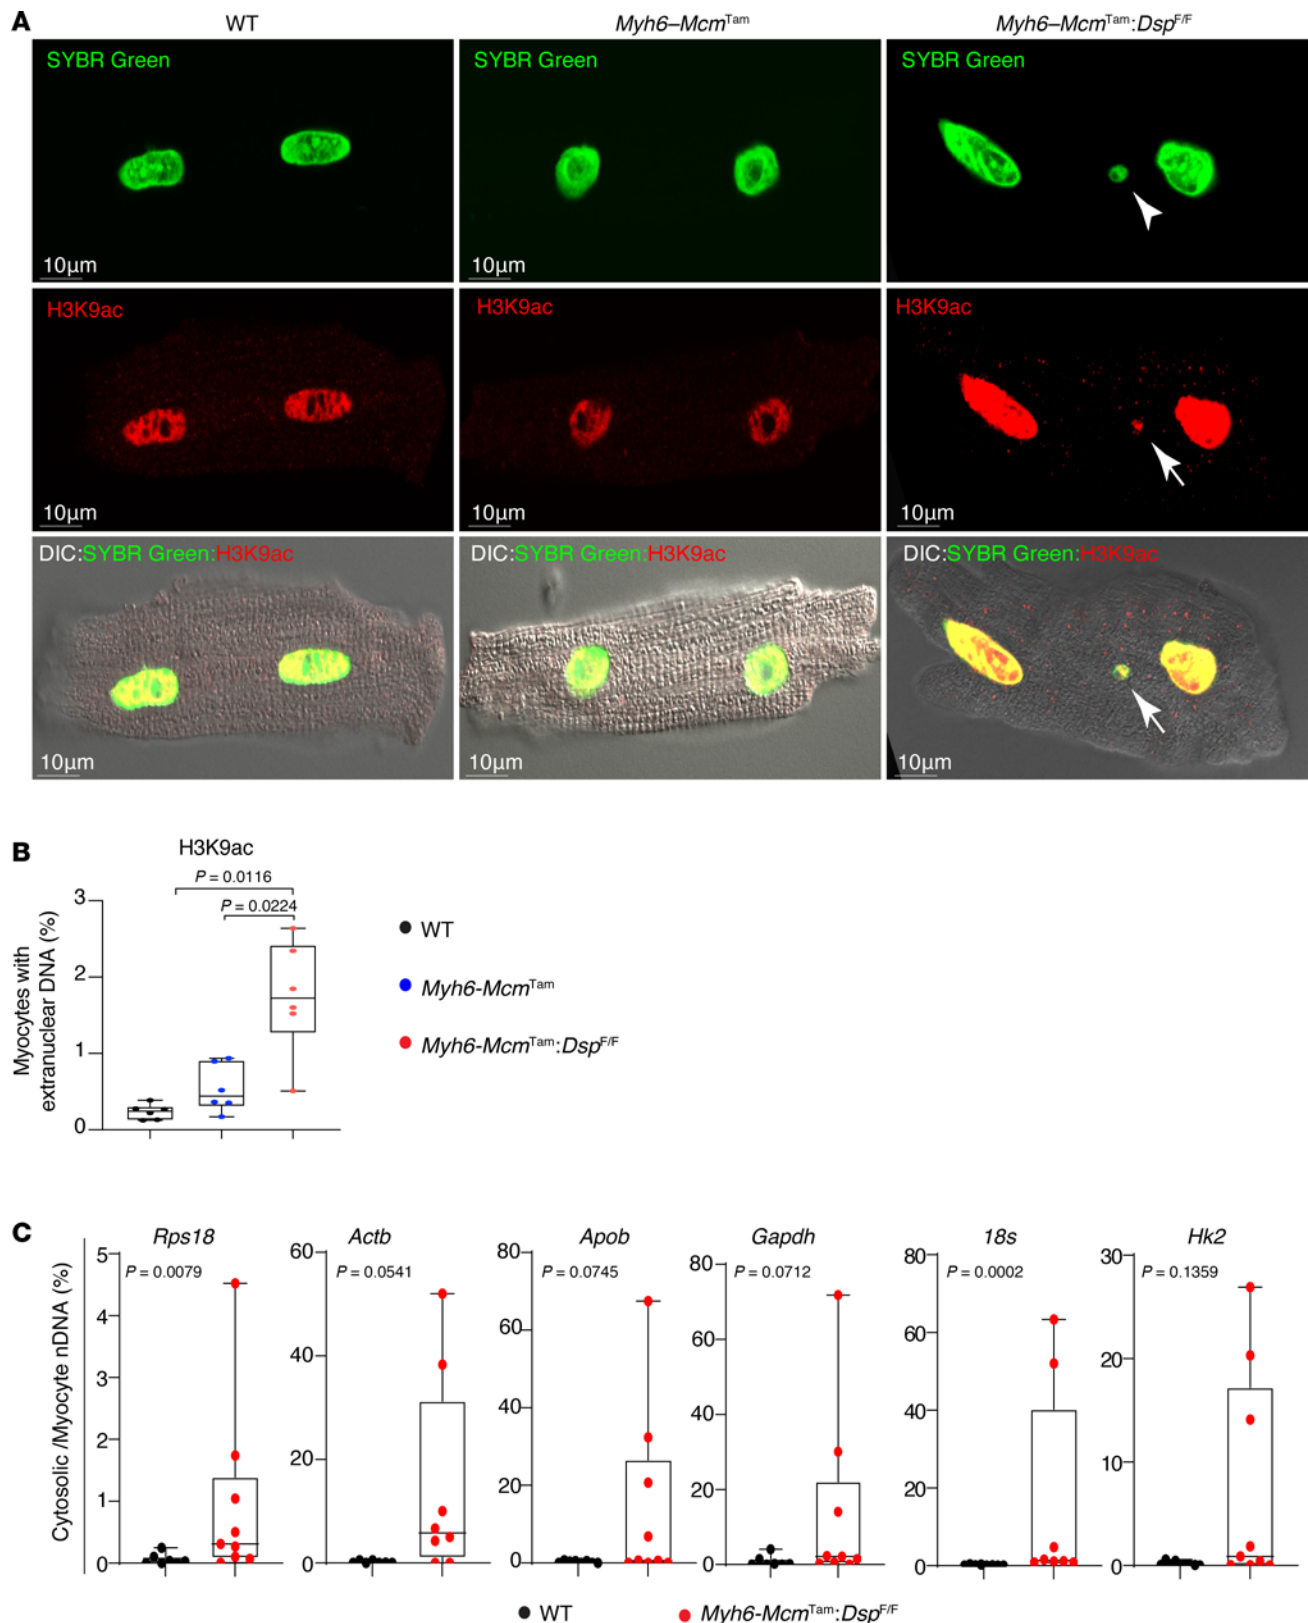 A
WT
Myh6–Mcm^Tam
Myh6–Mcm^Tam:Dsp^F/F
SYBR Green
SYBR Green
SYBR Green
10µm
10µm
10µm
H3K9ac
H3K9ac
H3K9ac
10µm
10µm
10µm
DIC:SYBR Green:H3K9ac
DIC:SYBR Green:H3K9ac
DIC:SYBR Green:H3K9ac
10µm
10µm
10µm
B
H3K9ac
P = 0.0116
P = 0.0224
Myocytes with
extranuclear DNA (%)
3
2
1
0
WT
Myh6-Mcm^Tam
Myh6-Mcm^Tam:Dsp^F/F
C
Cytosolic /Myocyte nDNA (%)
Rps18
P = 0.0079
5
4
3
2
1
0
Actb
P = 0.0541
60
40
20
0
Apob
P = 0.0745
80
60
40
20
0
Gapdh
P = 0.0712
80
60
40
20
0
18s
P = 0.0002
80
60
40
20
0
Hk2
P = 0.1359
30
20
10
0
WT
Myh6-Mcm^Tam:Dsp^F/F